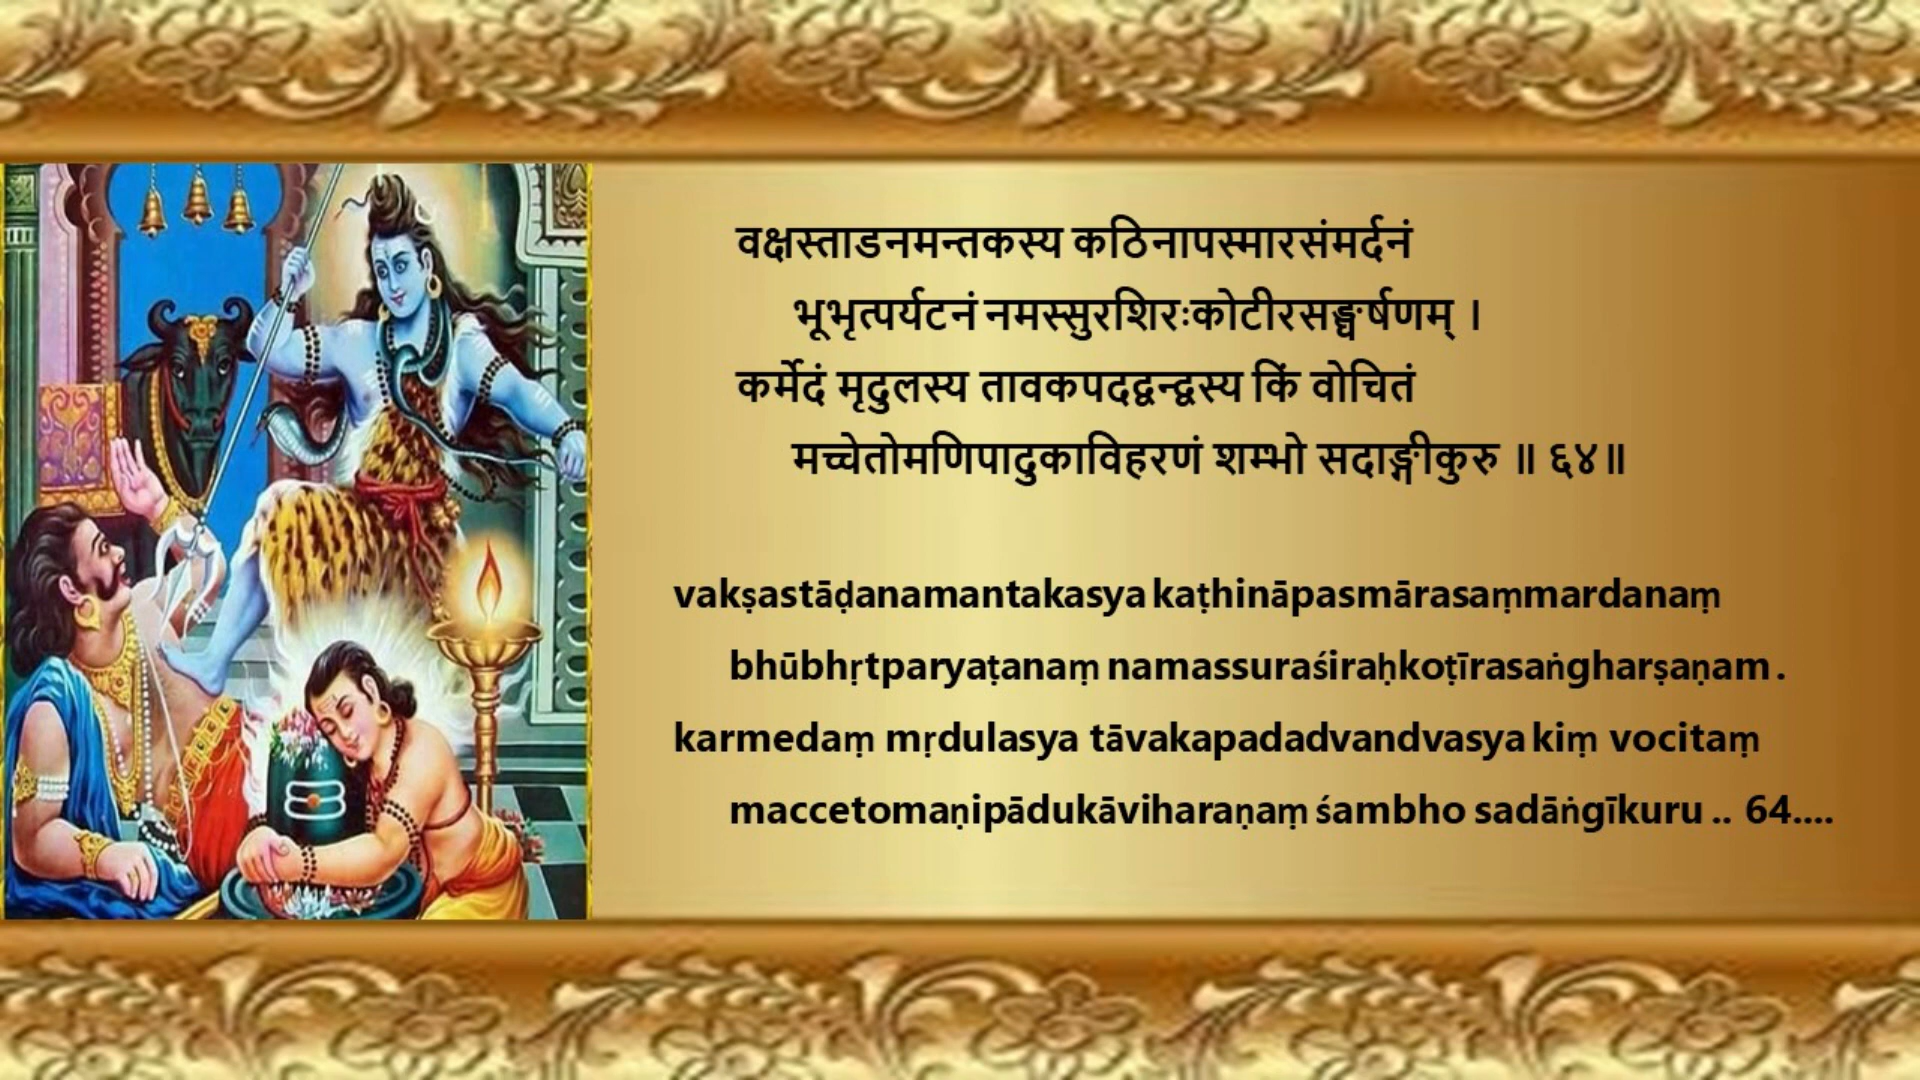 वक्षस्ताडनमन्तकस्य कठिनापस्मारसंमर्दनं
भूभृत्पर्यटनं नमस्सुरशिरःकोटीरसङ्घर्षणम् ।
कर्मेदं मृदुलस्य तावकपदद्वन्द्वस्य किं वोचितं
मच्चेतोमणिपादुकाविहरणं शम्भो सदाङ्गीकुरु ॥ ६४॥
vakṣastāḍanamantakasya kaṭhināpasmārasaṃmardanaṃ
bhūbhṛtparyaṭanaṃ namassuraśiraḥkoṭīrasaṅgharṣaṇam .
karmedaṃ mṛdulasya tāvakapadadvandvasya kiṃ vocitaṃ
maccetomaṇipādukāviharaṇaṃ śambho sadāṅgīkuru .. 64....